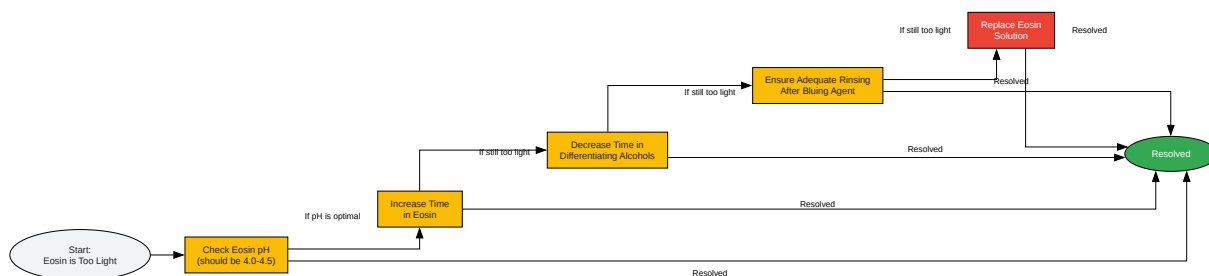 Replace Eosin
Solution
If still too light
Resolved
Ensure Adequate Rinsing
After Bluing Agent
Resolved
If still too light
Decrease Time in
Differentiating Alcohols
If still too light
Resolved
Resolved
Increase Time
in Eosin
If pH is optimal
Resolved
Start:
Eosin is Too Light
Check Eosin pH
(should be 4.0-4.5)
Resolved